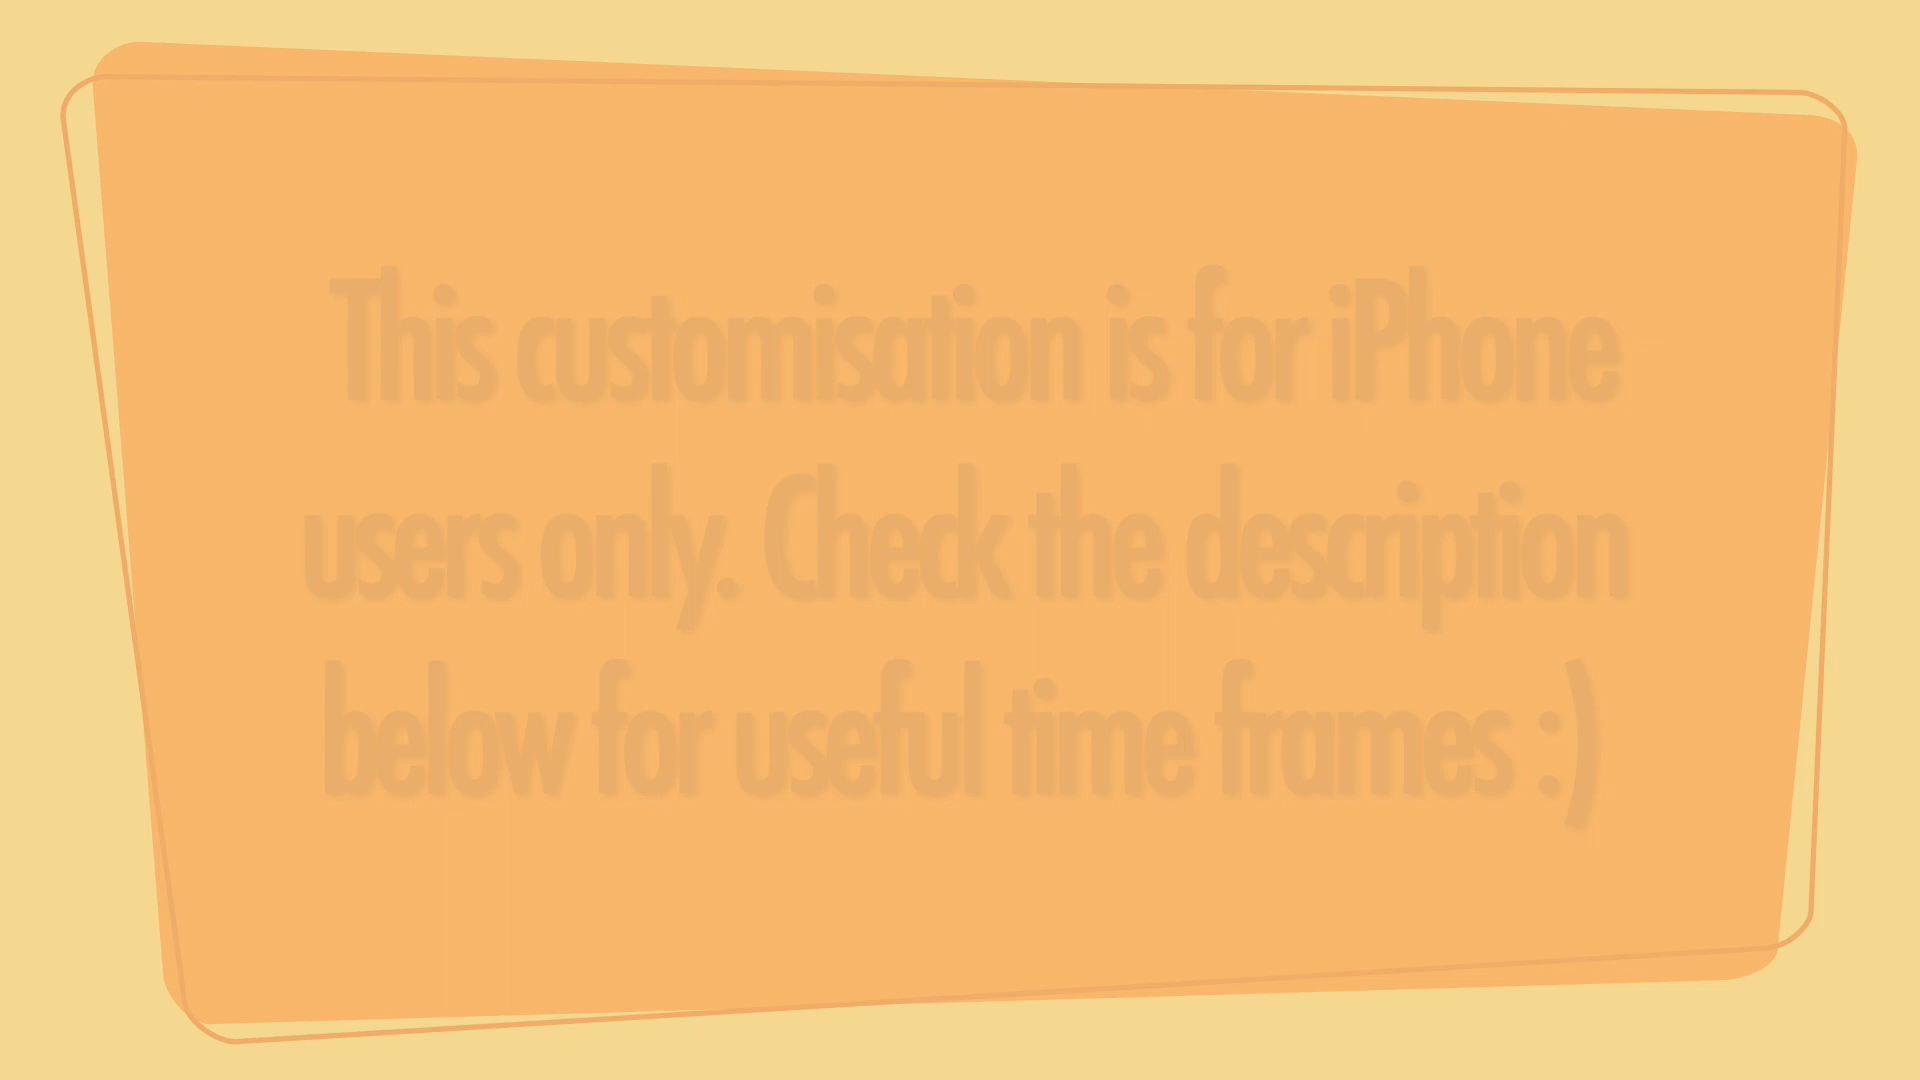 This customisation is for iPhone
users only. Check the description
below for useful time frames :)